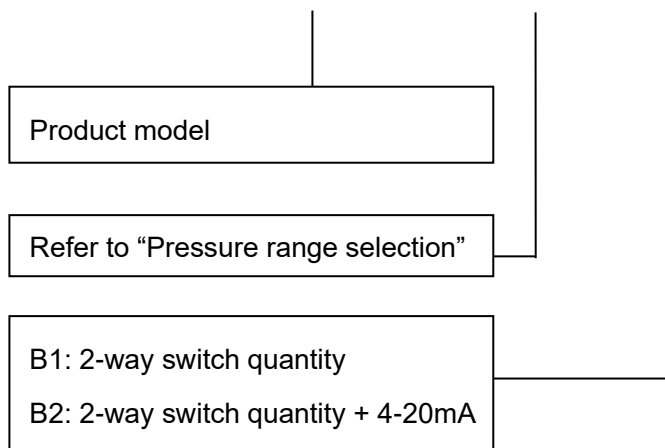 Product model
Refer to “Pressure range selection”
B1: 2-way switch quantity
B2: 2-way switch quantity + 4-20mA